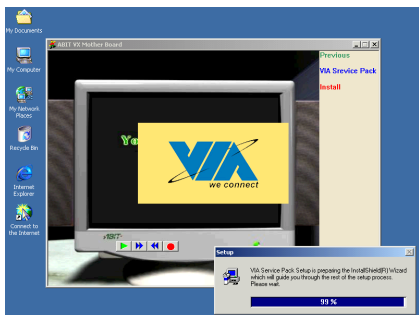 My Documents
My Computer
My Network
Places
Recycle Bin
Internet
Explorer
Connect to
the Internet
ABIT VX Mother Board
Previous
VIA Srevice Pack
Install
Yo
VIA
we connect
ABIT
Setup
VIA Service Pack Setup is preparing the InstallShield(R) Wizard
which will guide you through the rest of the setup process.
Please wait.
99 %